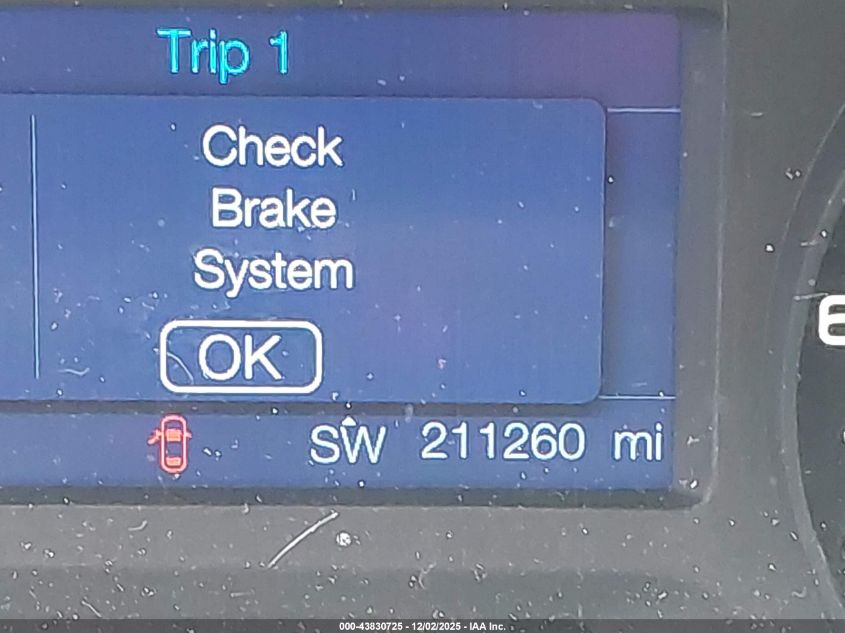 Trip 1
Check
Brake
System
OK
SW 211260 mi
000-43830725 - 12/02/2025 - IAA Inc.